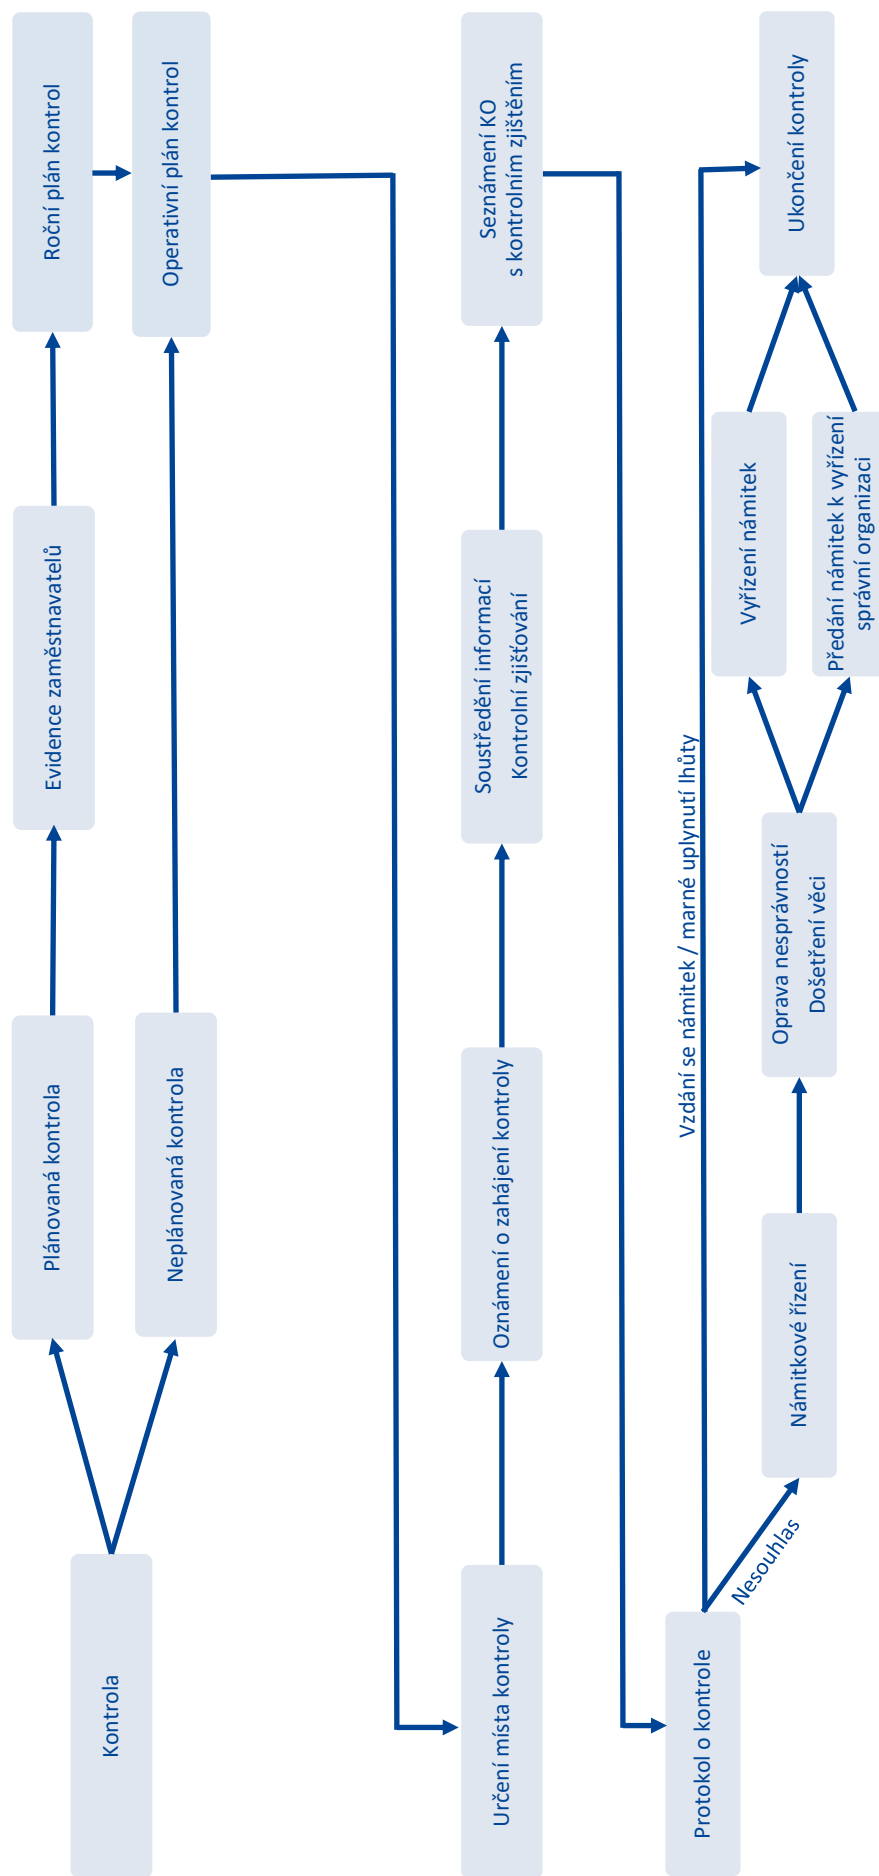 Kontrola
Plánovaná kontrola
Evidence zaměstnavatelů
Roční plán kontrol
Neplánovaná kontrola
Operativní plán kontrol
Určení místa kontroly
Oznámení o zahájení kontroly
Soustředění informací
Kontrolní zjišťování
Seznámení KO
s kontrolním zjištěním
Protokol o kontrole
Vzdání se námitek / marné uplynutí lhůty
Nesouhlas
Námitkové řízení
Oprava nesprávností
Došetření věci
Vyřízení námitek
Předání námitek k vyřízení
správní organizaci
Ukončení kontroly